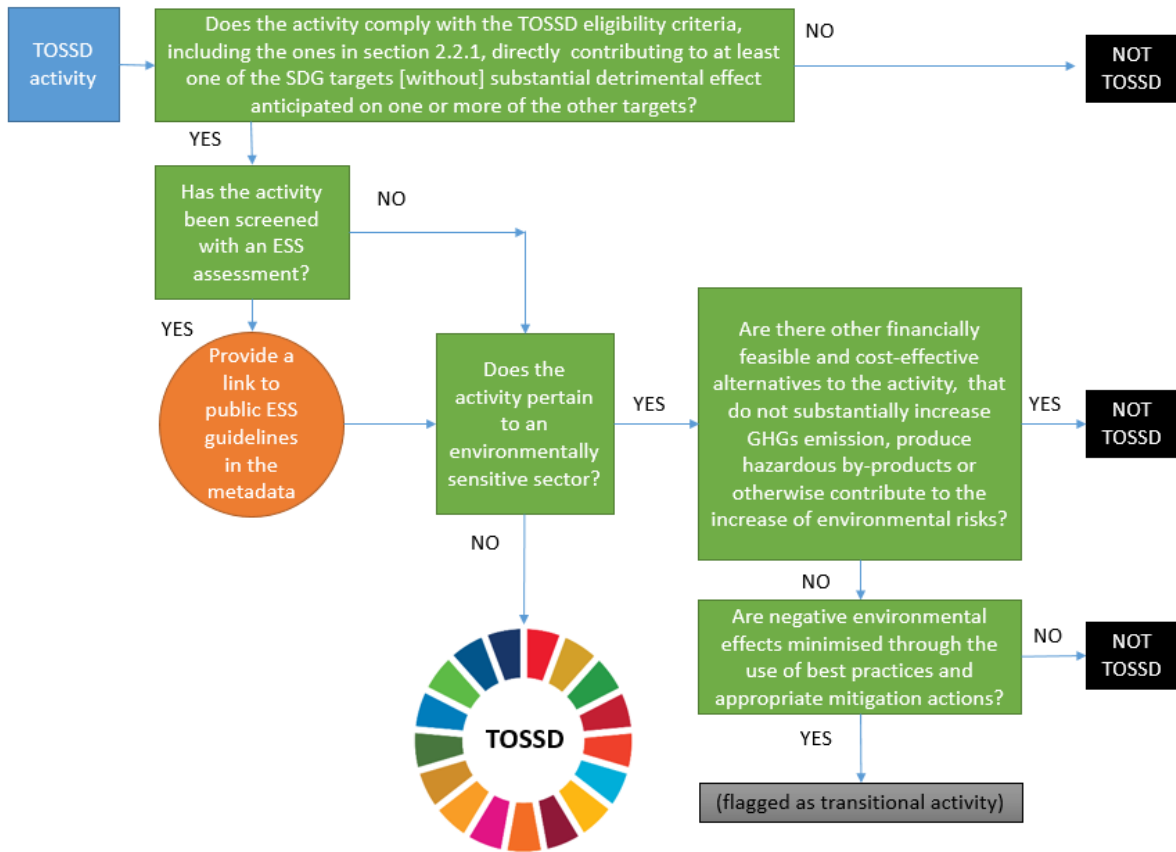 TOSSD
activity
Does the activity comply with the TOSSD eligibility criteria,
including the ones in section 2.2.1, directly contributing to at least
one of the SDG targets [without] substantial detrimental effect
anticipated on one or more of the other targets?
NO
NOT
TOSSD
YES
Has the activity
been screened
with an ESS
assessment?
NO
YES
Provide a
link to
public ESS
guidelines
in the
metadata
Does the
activity pertain
to an
environmentally
sensitive sector?
YES
Are there other financially
feasible and cost-effective
alternatives to the activity, that
do not substantially increase
GHGs emission, produce
hazardous by-products or
otherwise contribute to the
increase of environmental risks?
YES
NOT
TOSSD
NO
TOSSD
NO
Are negative environmental
effects minimised through the
use of best practices and
appropriate mitigation actions?
NO
NOT
TOSSD
YES
(flagged as transitional activity)